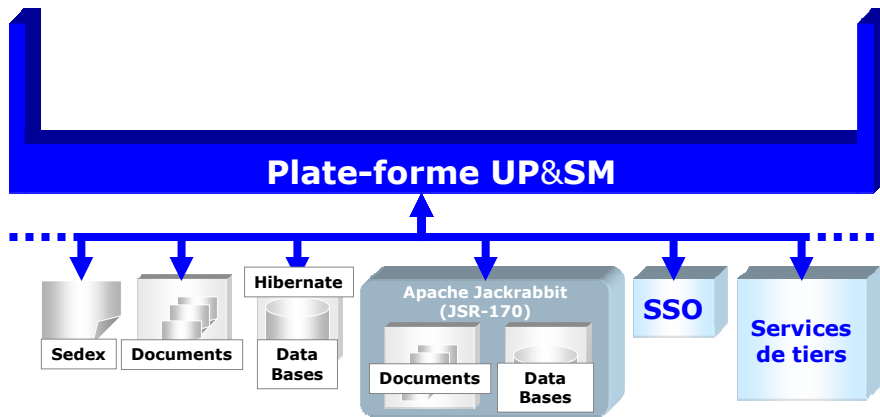 Plate-forme UP&SM
Hibernate
Apache Jackrabbit
(JSR-170)
SSO
Services
de tiers
Sedex
Documents
Data
Bases
Documents
Data
Bases